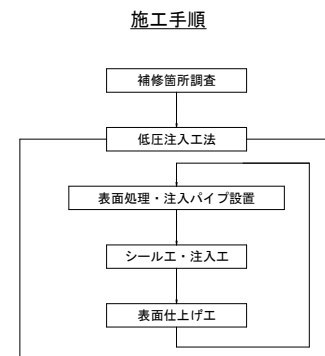 施工手順
補修箇所調査
低圧注入工法
表面処理・注入パイプ設置
シール工・注入工
表面仕上げ工